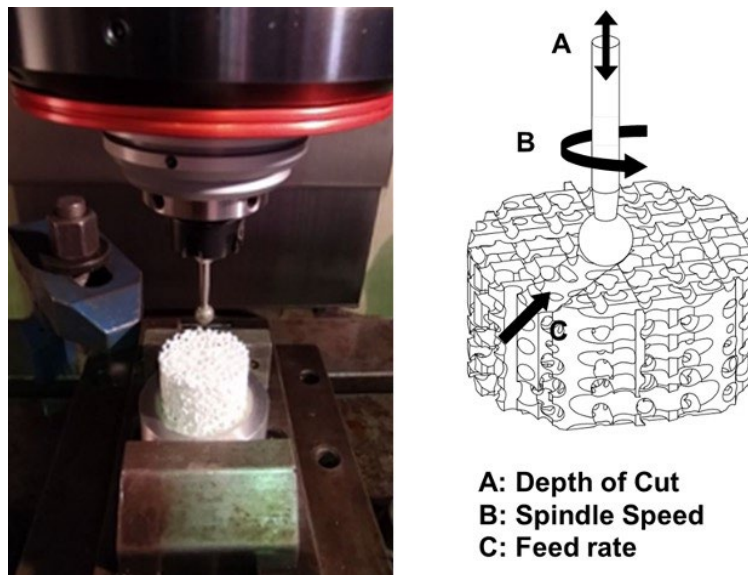 A
B
C
A: Depth of Cut
B: Spindle Speed
C: Feed rate